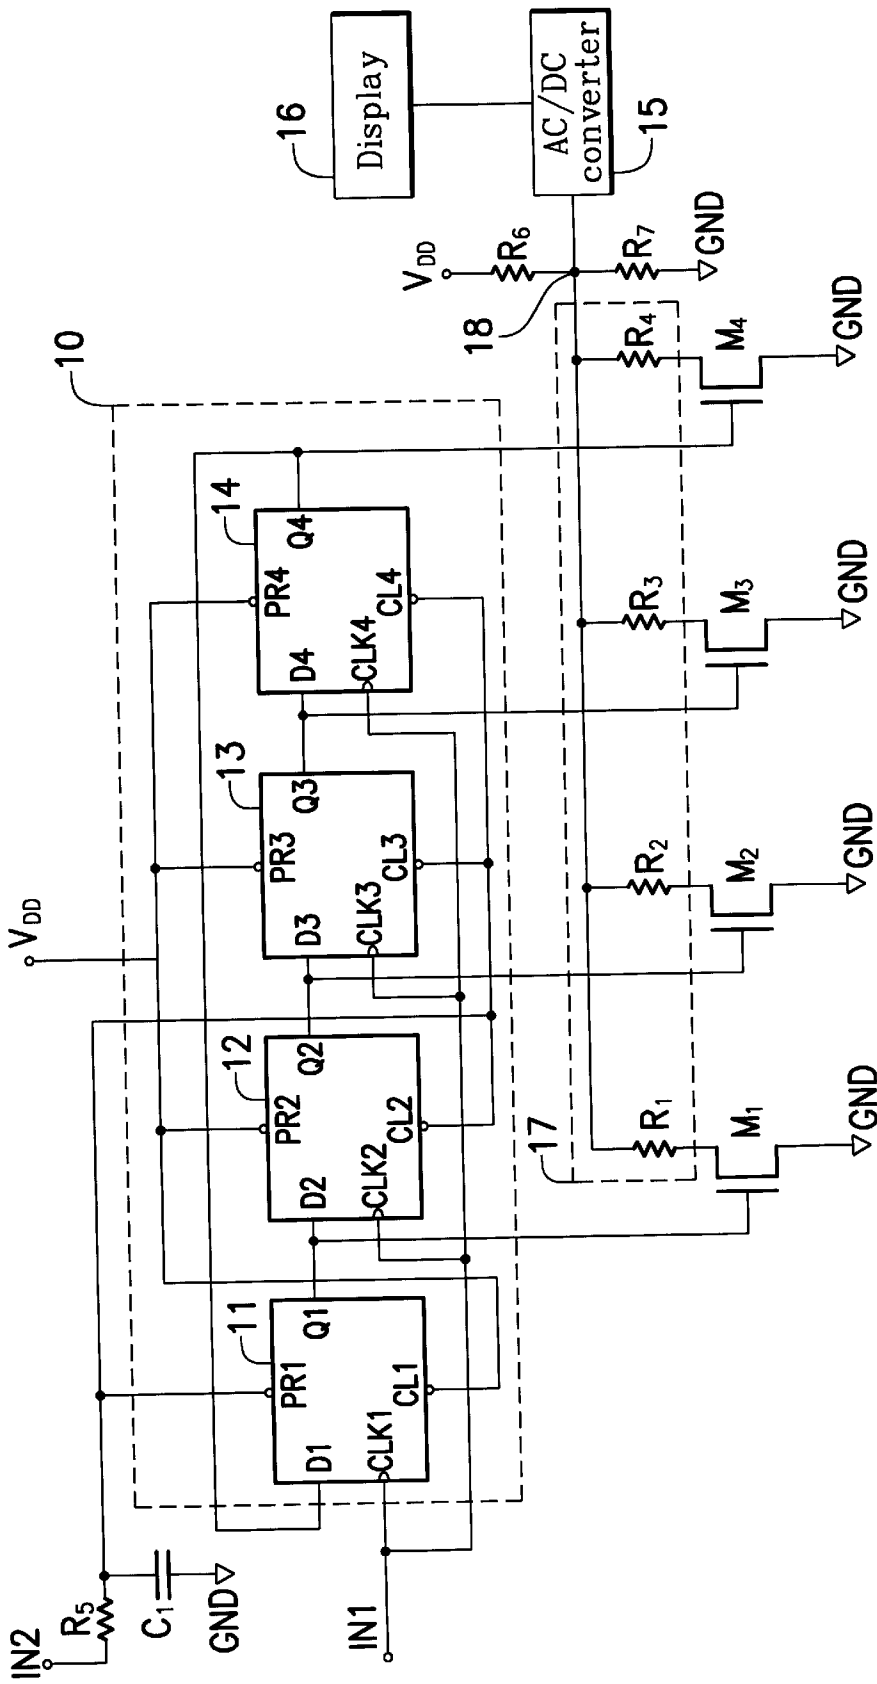 IN2
R5
C1
GND
IN1
VDD
10
11
PR1
D1
Q1
CLK1
CL1
12
PR2
D2
Q2
CLK2
CL2
13
PR3
D3
Q3
CLK3
CL3
14
PR4
D4
Q4
CLK4
CL4
17
R1
M1
GND
R2
M2
GND
R3
M3
GND
R4
M4
GND
18
VDD
R6
R7
GND
16
Display
AC/DC
converter
15